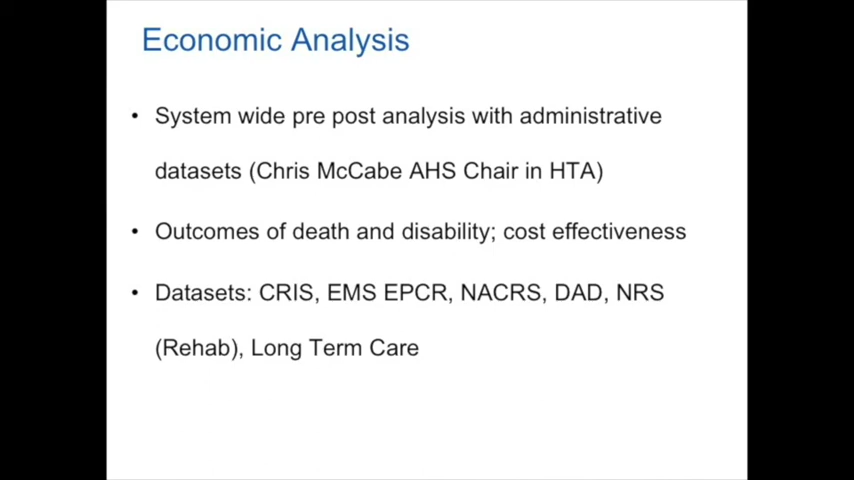 Economic Analysis
• System wide pre post analysis with administrative
datasets (Chris McCabe AHS Chair in HTA)
• Outcomes of death and disability; cost effectiveness
• Datasets: CRIS, EMS EPCR, NACRS, DAD, NRS
(Rehab), Long Term Care